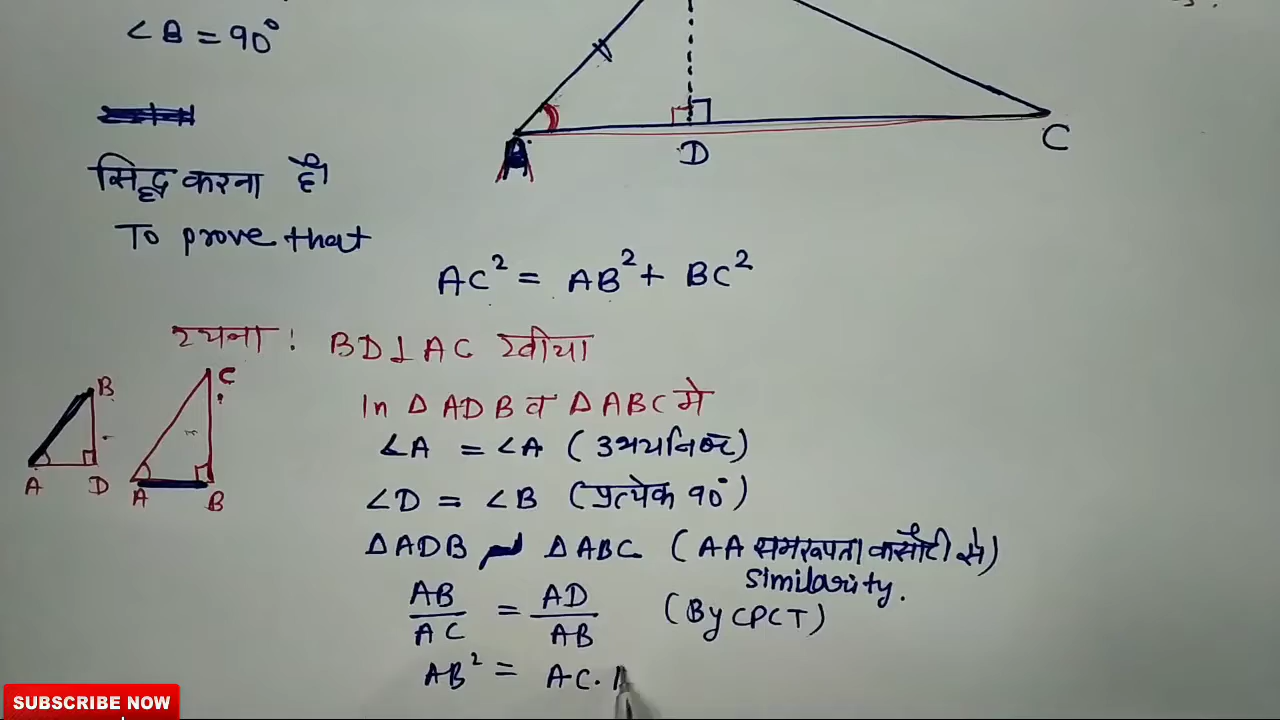 ∠B = 90°
A
D
C
सिद्ध करना है
To prove that
AC² = AB² + BC²
रचना : BD⊥AC खीया
B
C
A
D
A
B
In Δ ADB व ΔABC मे
∠A = ∠A (उभयनिष्ट)
∠D = ∠B (प्रत्येक 90°)
ΔADB ~ ΔABC (AA समरूपता कसौटी से)
similarity.
AB/AC = AD/AB (By CPCT)
AB² = AC.
SUBSCRIBE NOW